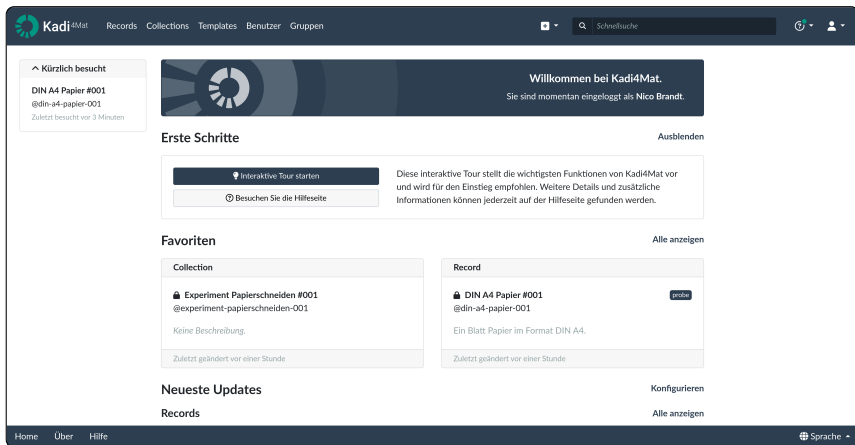 Kadi4Mat Records Collections Templates Benutzer Gruppen Schnellsuche
Kürzlich besucht
DIN A4 Papier #001
@din-a4-papier-001
Zuletzt besucht vor 3 Minuten
Willkommen bei Kadi4Mat.
Sie sind momentan eingeloggt als Nico Brandt.
Erste Schritte Ausblenden
Interaktive Tour starten
Besuchen Sie die Hilfeseite
Diese interaktive Tour stellt die wichtigsten Funktionen von Kadi4Mat vor
und wird für den Einstieg empfohlen. Weitere Details und zusätzliche
Informationen können jederzeit auf der Hilfeseite gefunden werden.
Favoriten Alle anzeigen
Collection
Experiment Papierschneiden #001
@experiment-papierschneiden-001
Keine Beschreibung.
Zuletzt geändert vor einer Stunde
Record
DIN A4 Papier #001 probe
@din-a4-papier-001
Ein Blatt Papier im Format DIN A4.
Zuletzt geändert vor einer Stunde
Neueste Updates Konfigurieren
Records Alle anzeigen
Home Über Hilfe Sprache